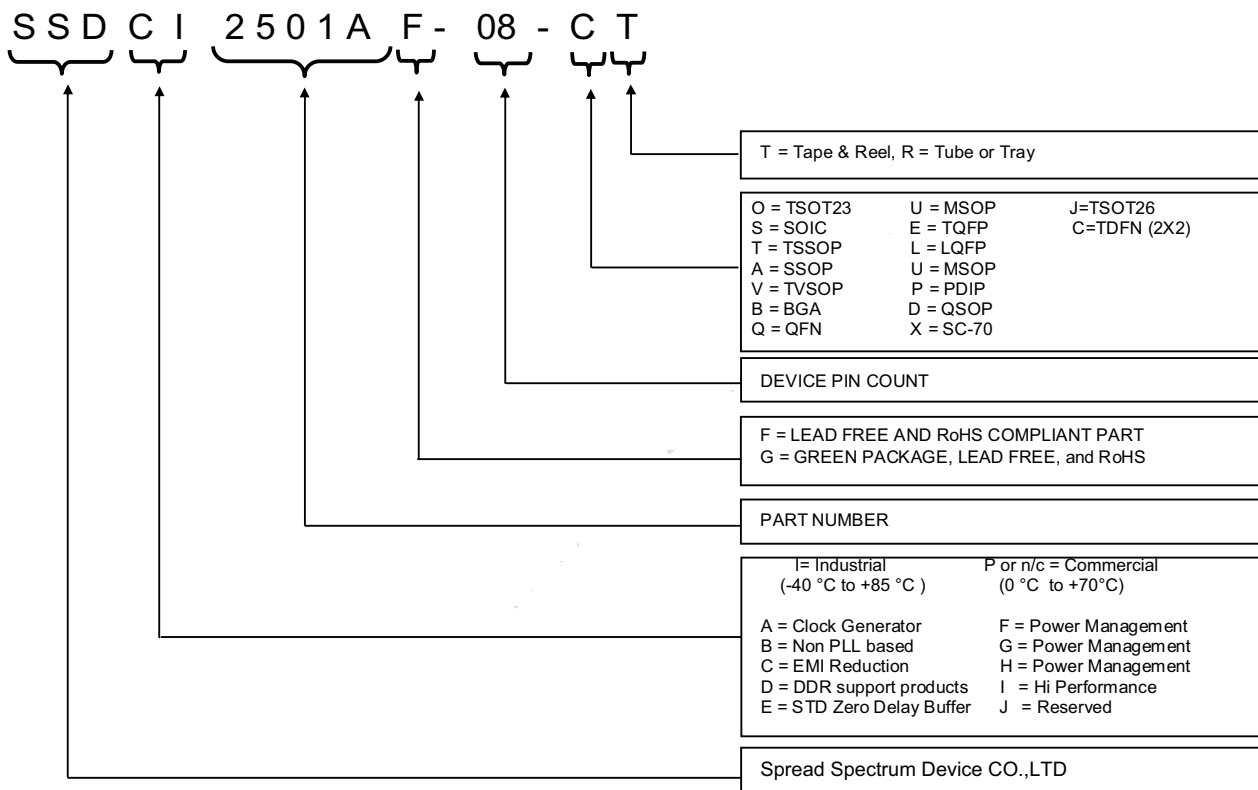 SSD CI 2501A F - 08 - C T
T = Tape & Reel, R = Tube or Tray
O = TSOT23 U = MSOP J=TSOT26
S = SOIC E = TQFP C=TDFN (2X2)
T = TSSOP L = LQFP
A = SSOP U = MSOP
V = TVSOP P = PDIP
B = BGA D = QSOP
Q = QFN X = SC-70
DEVICE PIN COUNT
F = LEAD FREE AND RoHS COMPLIANT PART
G = GREEN PACKAGE, LEAD FREE, and RoHS
PART NUMBER
I= Industrial P or n/c = Commercial
(-40 °C to +85 °C ) (0 °C to +70°C)
A = Clock Generator F = Power Management
B = Non PLL based G = Power Management
C = EMI Reduction H = Power Management
D = DDR support products I = Hi Performance
E = STD Zero Delay Buffer J = Reserved
Spread Spectrum Device CO.,LTD